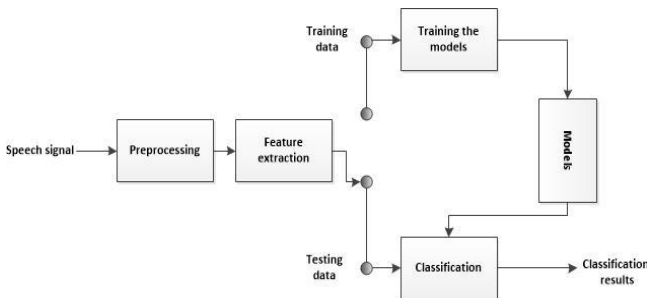 Training
data
Training the
models
Speech signal
Preprocessing
Feature
extraction
Models
Testing
data
Classification
Classification
results